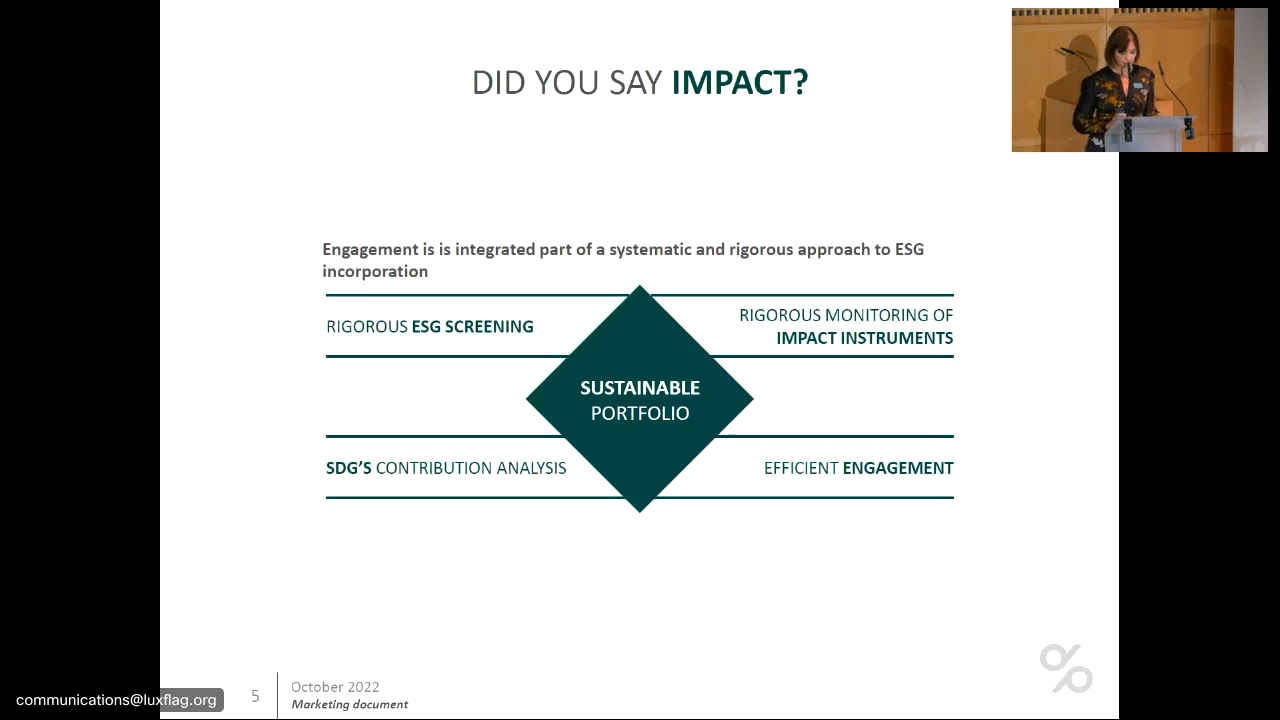 DID YOU SAY IMPACT?
Engagement is is integrated part of a systematic and rigorous approach to ESG
incorporation
RIGOROUS ESG SCREENING
RIGOROUS MONITORING OF
IMPACT INSTRUMENTS
SUSTAINABLE
PORTFOLIO
SDG'S CONTRIBUTION ANALYSIS
EFFICIENT ENGAGEMENT
communications@luxflag.org
5
October 2022
Marketing document